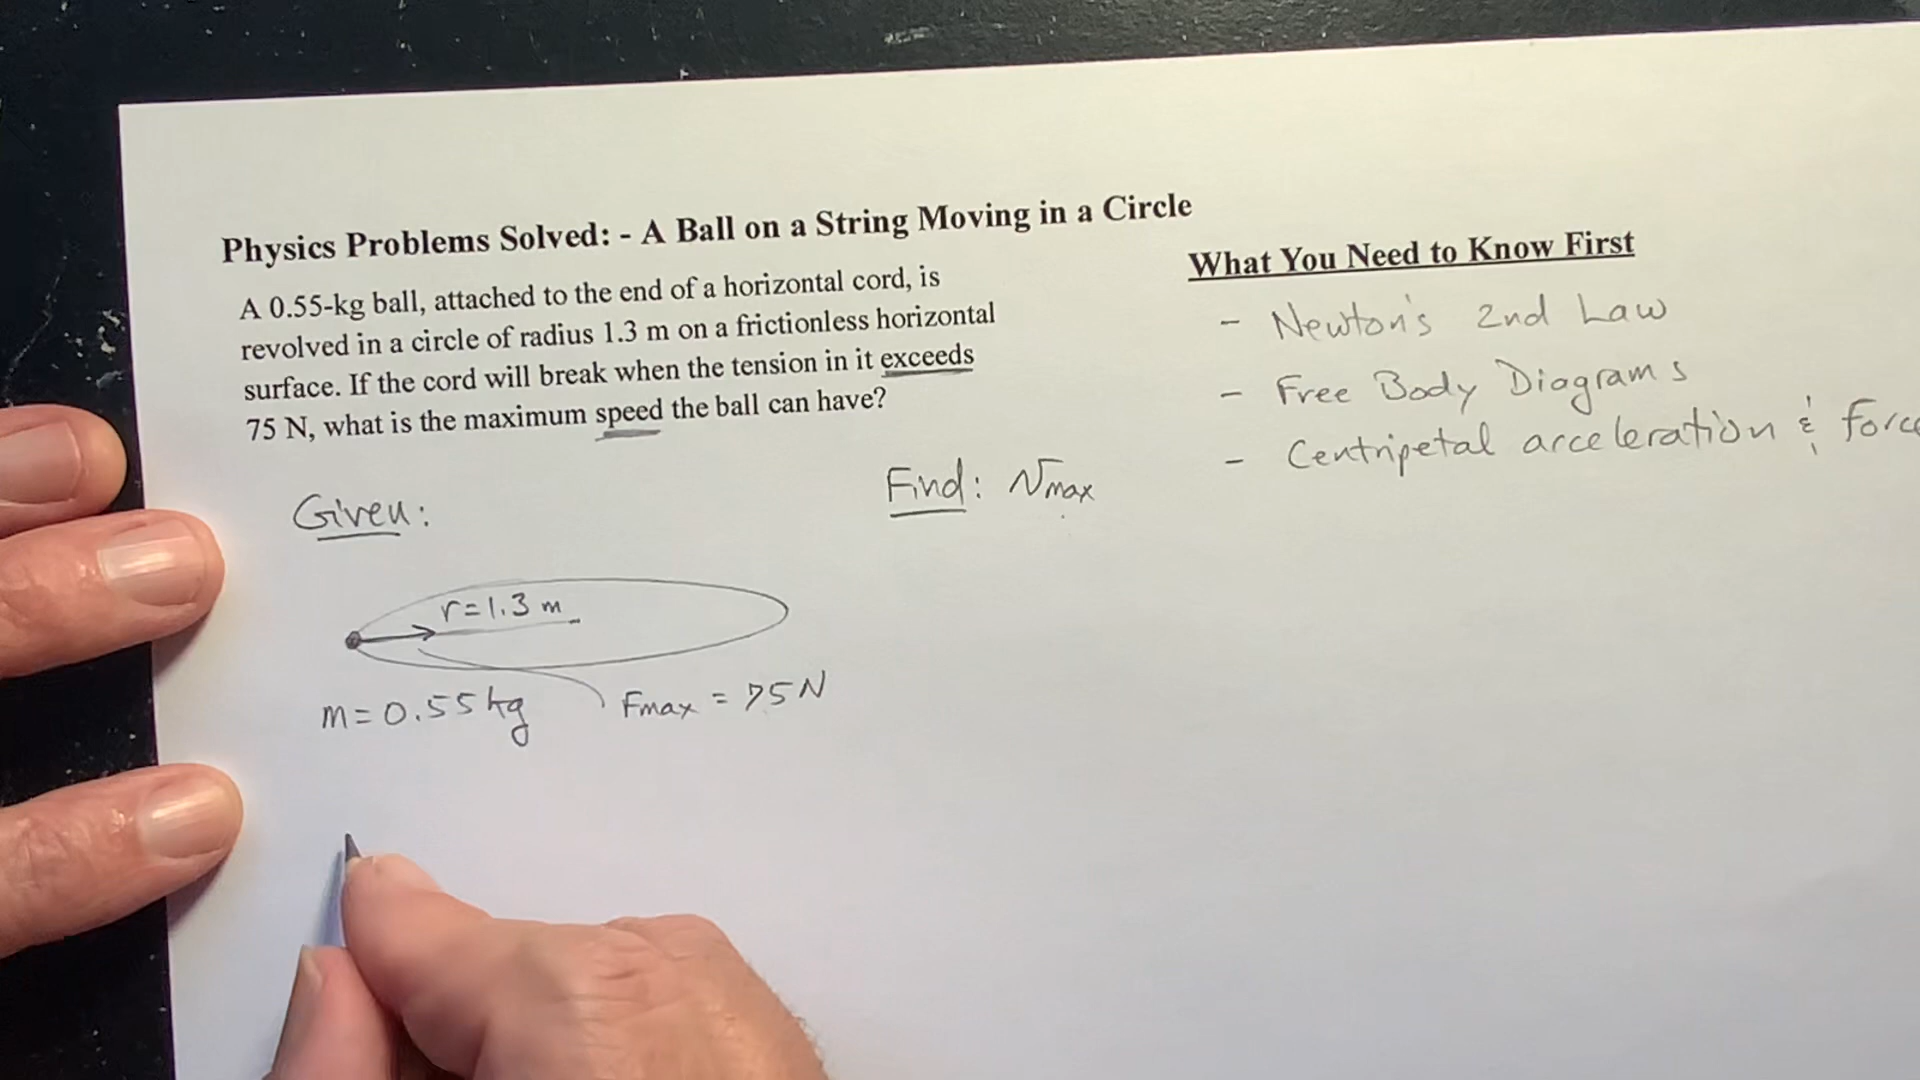 Physics Problems Solved: - A Ball on a String Moving in a Circle
A 0.55-kg ball, attached to the end of a horizontal cord, is
revolved in a circle of radius 1.3 m on a frictionless horizontal
surface. If the cord will break when the tension in it exceeds
75 N, what is the maximum speed the ball can have?
What You Need to Know First
- Newton's 2nd Law
- Free Body Diagrams
- Centripetal acceleration & force
Given:
Find: vmax
r=1.3 m
m=0.55kg
Fmax = 75N